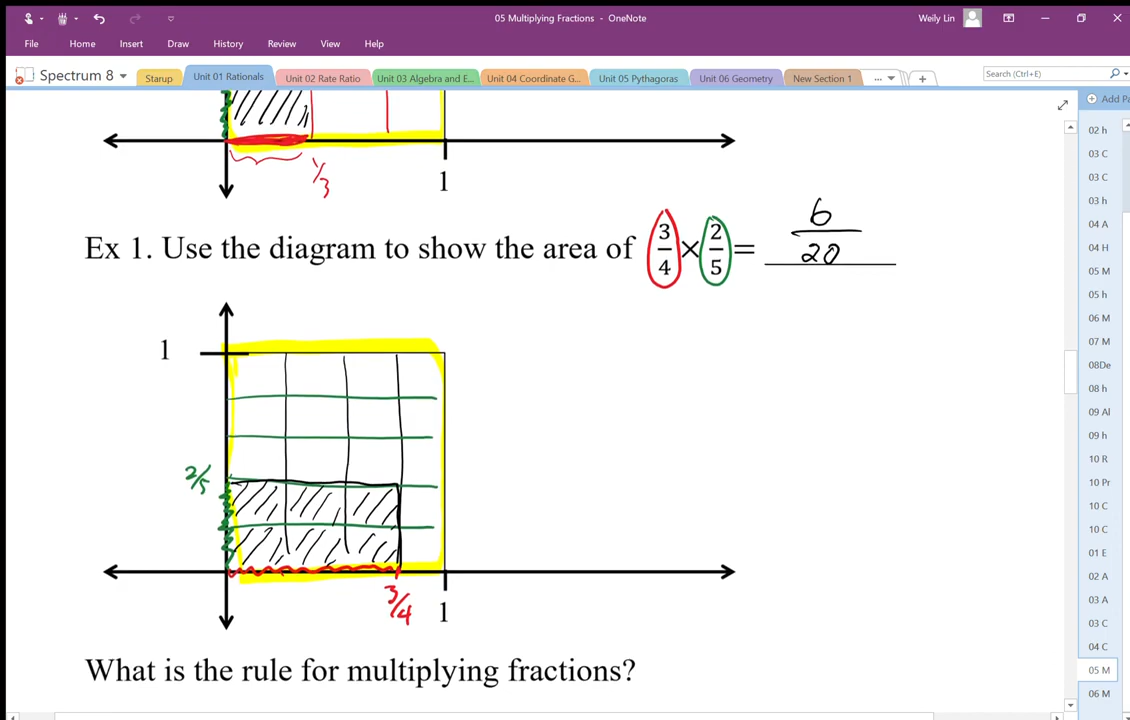 05 Multiplying Fractions - OneNote
Weily Lin
File Home Insert Draw History Review View Help
Spectrum 8
Starup
Unit 01 Rationals
Unit 02 Rate Ratio
Unit 03 Algebra and E...
Unit 04 Coordinate G...
Unit 05 Pythagoras
Unit 06 Geometry
New Section 1
...
Search (Ctrl+E)
Add Pa
02 h
03 C
03 C
03 h
04 A
04 H
05 M
05 h
06 M
07 M
08De
08 h
09 Al
09 h
10 R
10 Pr
10 C
10 C
01 E
02 A
03 A
03 C
04 C
05 M
06 M
1/3
1
Ex 1. Use the diagram to show the area of 3/4 × 2/5 = 6/20
1
2/5
3/4
1
What is the rule for multiplying fractions?